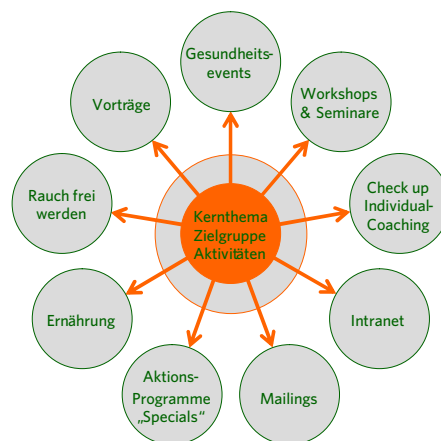 Gesundheits-
events
Workshops
& Seminare
Check up
Individual-
Coaching
Intranet
Mailings
Aktions-
Programme
„Specials“
Ernährung
Rauch frei
werden
Vorträge
Kernthema
Zielgruppe
Aktivitäten